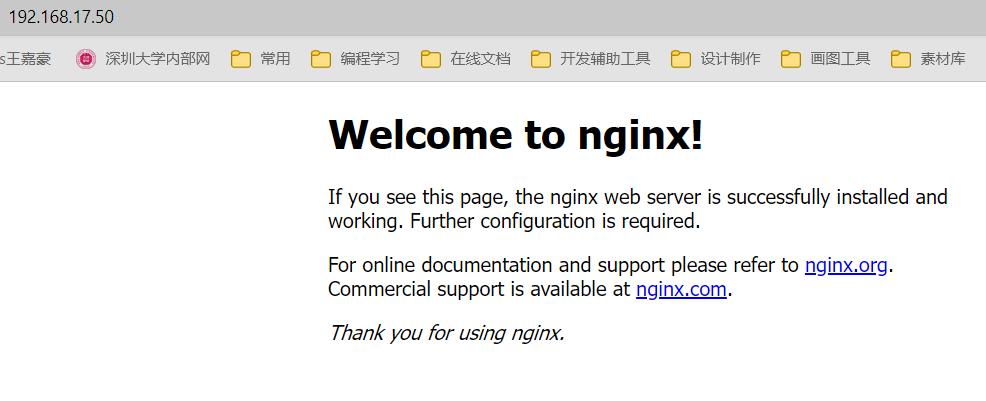 192.168.17.50
s王嘉豪 深圳大学内部网 常用 编程学习 在线文档 开发辅助工具 设计制作 画图工具 素材库
Welcome to nginx!
If you see this page, the nginx web server is successfully installed and
working. Further configuration is required.
For online documentation and support please refer to nginx.org.
Commercial support is available at nginx.com.
Thank you for using nginx.